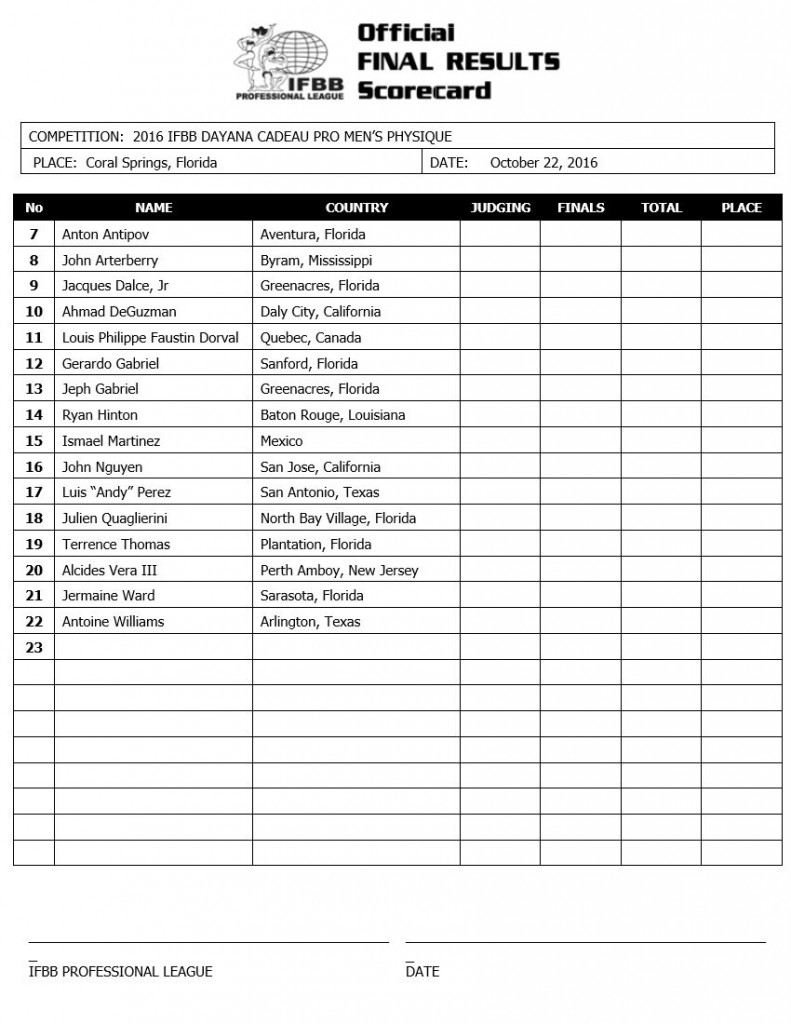 Official
FINAL RESULTS
Scorecard
IFBB
PROFESSIONAL LEAGUE
COMPETITION: 2016 IFBB DAYANA CADEAU PRO MEN’S PHYSIQUE
PLACE: Coral Springs, Florida DATE: October 22, 2016
No NAME COUNTRY JUDGING FINALS TOTAL PLACE
7 Anton Antipov Aventura, Florida
8 John Arterberry Byram, Mississippi
9 Jacques Dalce, Jr Greenacres, Florida
10 Ahmad DeGuzman Daly City, California
11 Louis Philippe Faustin Dorval Quebec, Canada
12 Gerardo Gabriel Sanford, Florida
13 Jeph Gabriel Greenacres, Florida
14 Ryan Hinton Baton Rouge, Louisiana
15 Ismael Martinez Mexico
16 John Nguyen San Jose, California
17 Luis “Andy” Perez San Antonio, Texas
18 Julien Quaglierini North Bay Village, Florida
19 Terrence Thomas Plantation, Florida
20 Alcides Vera III Perth Amboy, New Jersey
21 Jermaine Ward Sarasota, Florida
22 Antoine Williams Arlington, Texas
23
IFBB PROFESSIONAL LEAGUE DATE